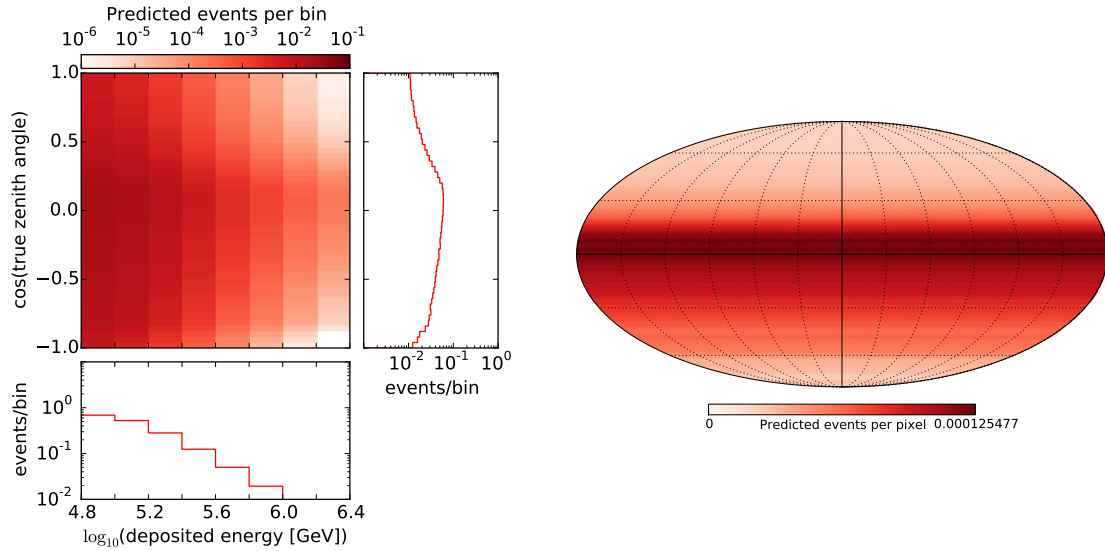 Predicted events per bin
10^-6 10^-5 10^-4 10^-3 10^-2 10^-1
cos(true zenith angle)
1.0
0.5
0.0
−0.5
−1.0
10^-2 10^-1 10^0
events/bin
events/bin
10^0
10^-1
10^-2
4.8 5.2 5.6 6.0 6.4
log10(deposited energy [GeV])
0 Predicted events per pixel 0.000125477